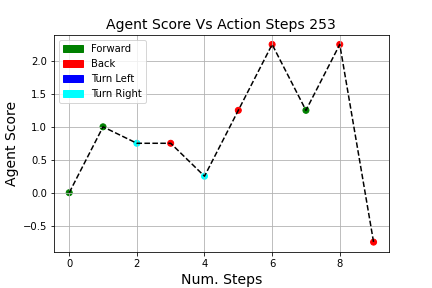 Agent Score Vs Action Steps 253
Forward
Back
Turn Left
Turn Right
Agent Score
2.0
1.5
1.0
0.5
0.0
−0.5
0 2 4 6 8
Num. Steps